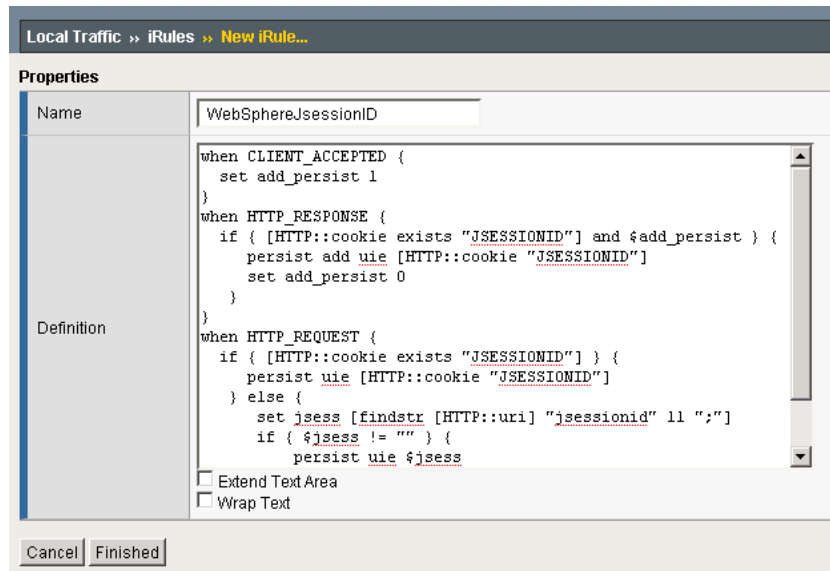 Local Traffic ›› iRules ›› New iRule...
Properties
Name
WebSphereJsessionID
Definition
when CLIENT_ACCEPTED {
  set add_persist 1
}
when HTTP_RESPONSE {
  if { [HTTP::cookie exists "JSESSIONID"] and $add_persist } {
     persist add uie [HTTP::cookie "JSESSIONID"]
     set add_persist 0
   }
}
when HTTP_REQUEST {
  if { [HTTP::cookie exists "JSESSIONID"] } {
     persist uie [HTTP::cookie "JSESSIONID"]
   } else {
      set jsess [findstr [HTTP::uri] "jsessionid" 11 ";"]
      if { $jsess != "" } {
          persist uie $jsess
Extend Text Area
Wrap Text
Cancel Finished